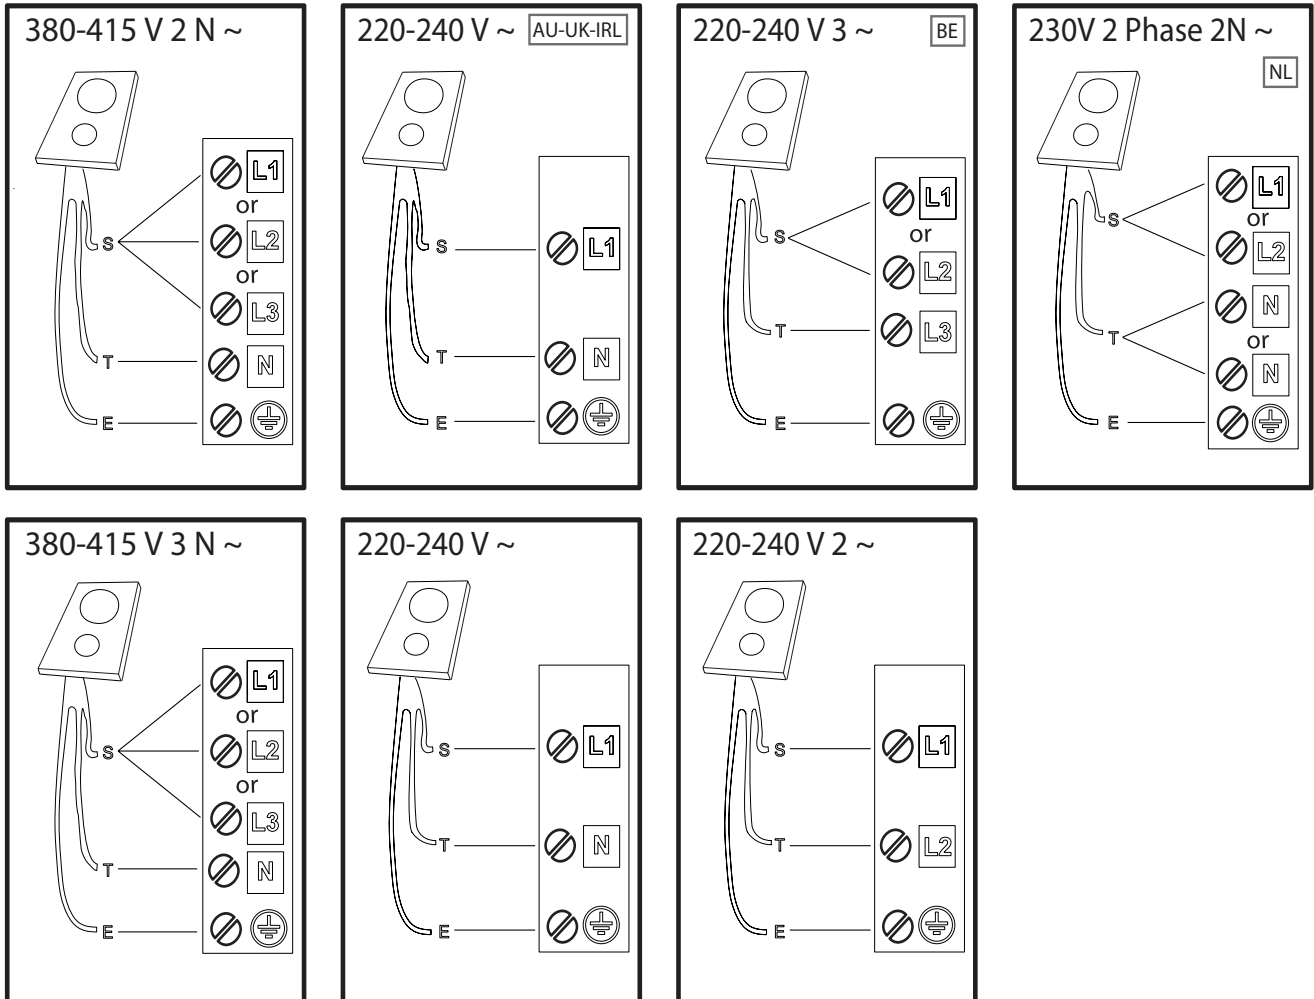 380-415 V 2 N ~
L1
or
S
L2
or
L3
T
N
E
220-240 V ~ AU-UK-IRL
S
L1
T
N
E
220-240 V 3 ~ BE
L1
S
or
L2
T
L3
E
230V 2 Phase 2N ~
NL
L1
S
or
L2
N
T
or
N
E
380-415 V 3 N ~
L1
or
S
L2
or
L3
T
N
E
220-240 V ~
S
L1
T
N
E
220-240 V 2 ~
S
L1
T
L2
E